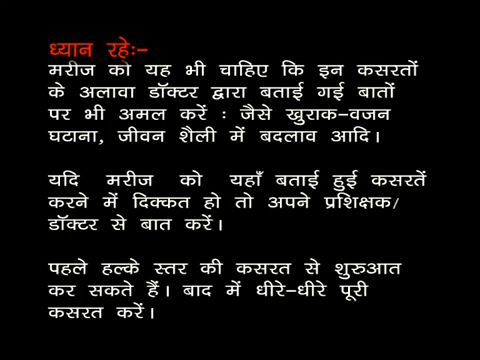 ध्यान रहेः-
मरीज को यह भी चाहिए कि इन कसरतों
के अलावा डॉक्टर द्वारा बताई गई बातों
पर भी अमल करें : जैसे खुराक-वजन
घटाना, जीवन शैली में बदलाव आदि।
यदि मरीज को यहाँ बताई हुई कसरतें
करने में दिक्कत हो तो अपने प्रशिक्षक/
डॉक्टर से बात करें।
पहले हल्के स्तर की कसरत से शुरुआत
कर सकते हैं। बाद में धीरे-धीरे पूरी
कसरत करें।